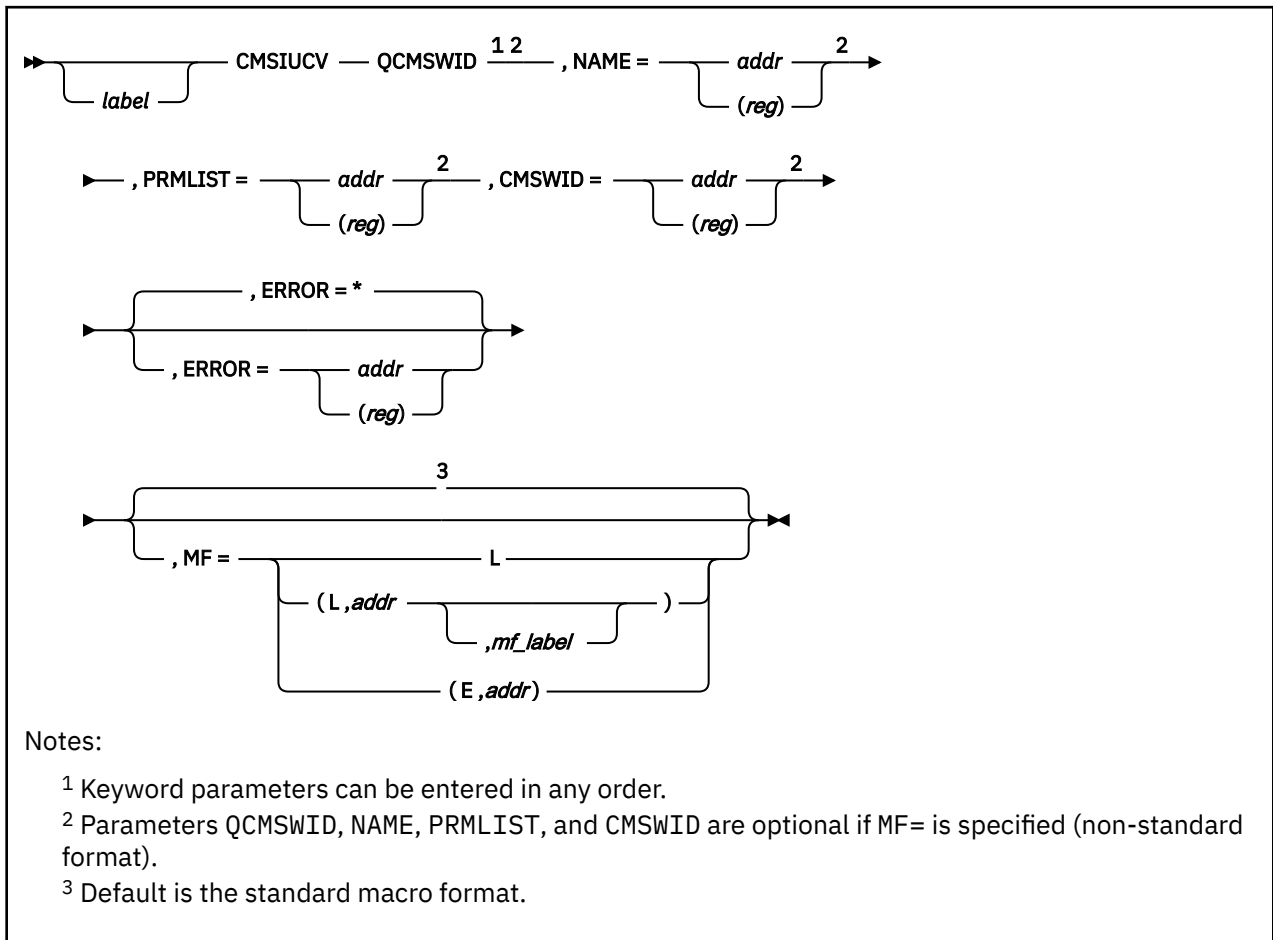 CMSIUCV QCMSWID 1 2 , NAME = addr 2
label (reg)
, PRMLIST = addr 2 , CMSWID = addr 2
(reg) (reg)
, ERROR = *
, ERROR = addr
(reg)
3
, MF = L
( L ,addr )
,mf_label
( E ,addr)
Notes:
1 Keyword parameters can be entered in any order.
2 Parameters QCMSWID, NAME, PRMLIST, and CMSWID are optional if MF= is specified (non-standard
format).
3 Default is the standard macro format.